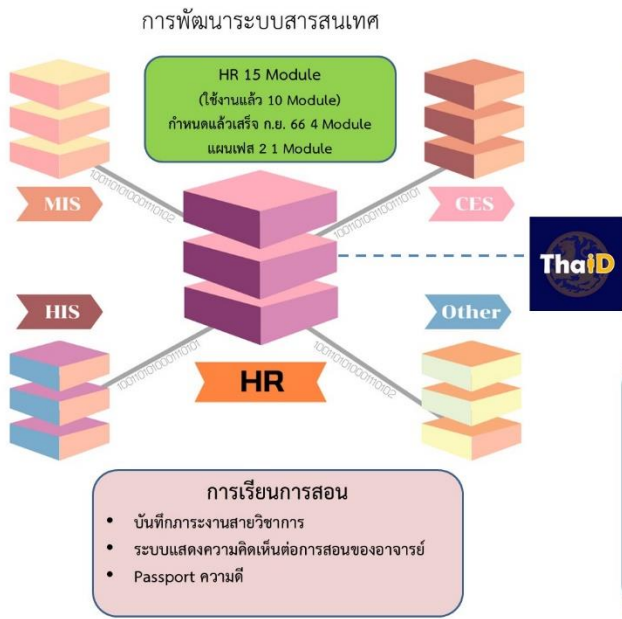 การพัฒนาระบบสารสนเทศ
HR 15 Module
(ใช้งานแล้ว 10 Module)
กำหนดแล้วเสร็จ ก.ย. 66 4 Module
แผนเฟส 2 1 Module
MIS
1001101010001110102
CES
1001101010011110101
ThaiD
HIS
1001101010001110101
Other
1001101010001110102
HR
การเรียนการสอน
• บันทึกภาระงานสายวิชาการ
• ระบบแสดงความคิดเห็นต่อการสอนของอาจารย์
• Passport ความดี